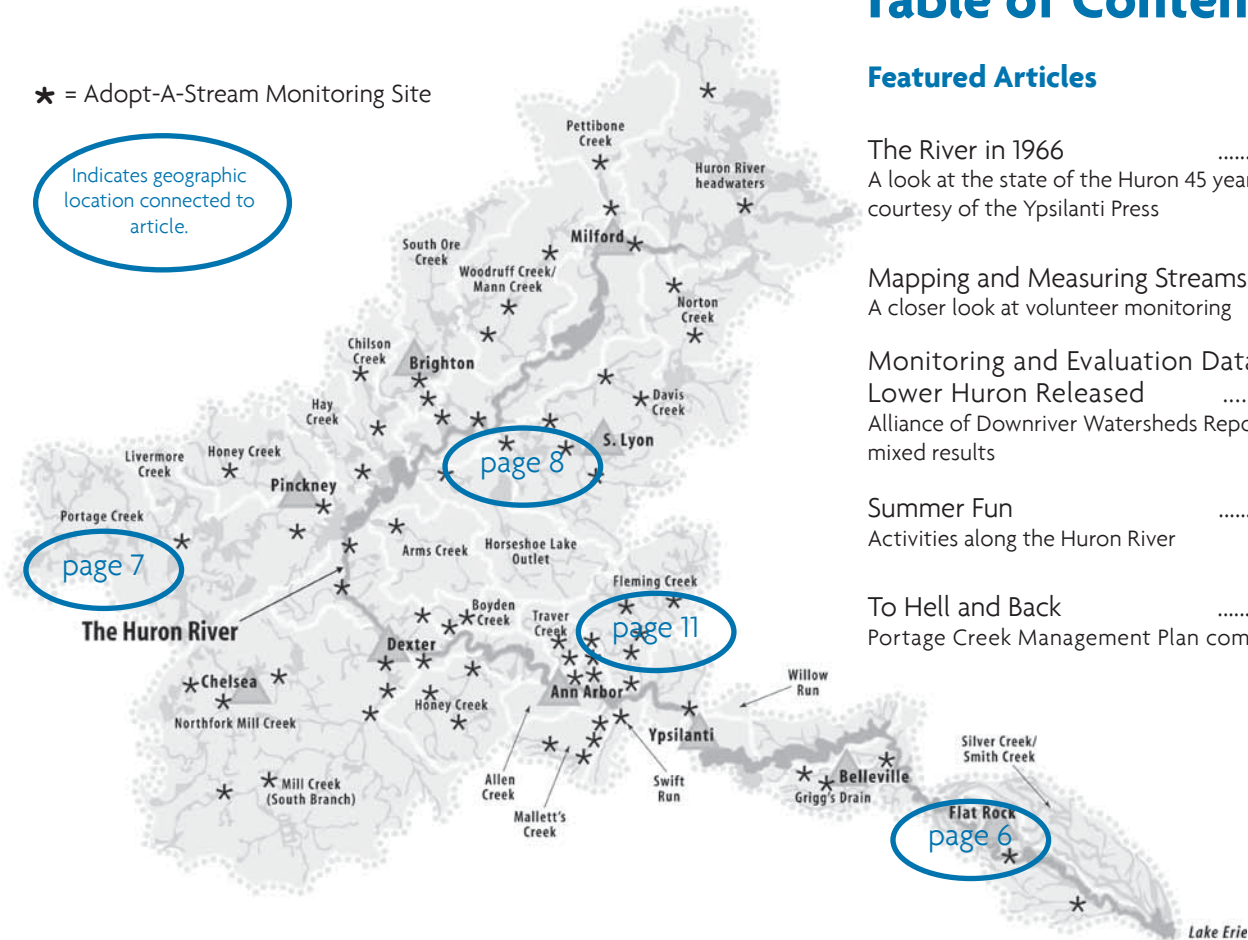 Table of Conten
Featured Articles
The River in 1966 ......
A look at the state of the Huron 45 year
courtesy of the Ypsilanti Press
Mapping and Measuring Streams
A closer look at volunteer monitoring
Monitoring and Evaluation Data
Lower Huron Released ....
Alliance of Downriver Watersheds Repo
mixed results
Summer Fun ......
Activities along the Huron River
To Hell and Back ......
Portage Creek Management Plan com
* = Adopt-A-Stream Monitoring Site
Indicates geographic
location connected to
article.
Pettibone
Creek
Huron River
headwaters
Milford
South Ore
Creek
Woodruff Creek/
Mann Creek
Norton
Creek
Chilson
Creek
Brighton
Davis
Creek
Hay
Creek
S. Lyon
page 8
Livermore
Creek
Honey Creek
Pinckney
Portage Creek
page 7
Arms Creek
Horseshoe Lake
Outlet
Fleming Creek
page 11
The Huron River
Boyden
Creek
Traver
Creek
Dexter
Chelsea
Northfork Mill Creek
Honey Creek
Ann Arbor
Willow
Run
Ypsilanti
Mill Creek
(South Branch)
Allen
Creek
Mallett's
Creek
Swift
Run
Belleville
Grigg's Drain
Silver Creek/
Smith Creek
Flat Rock
page 6
Lake Erie